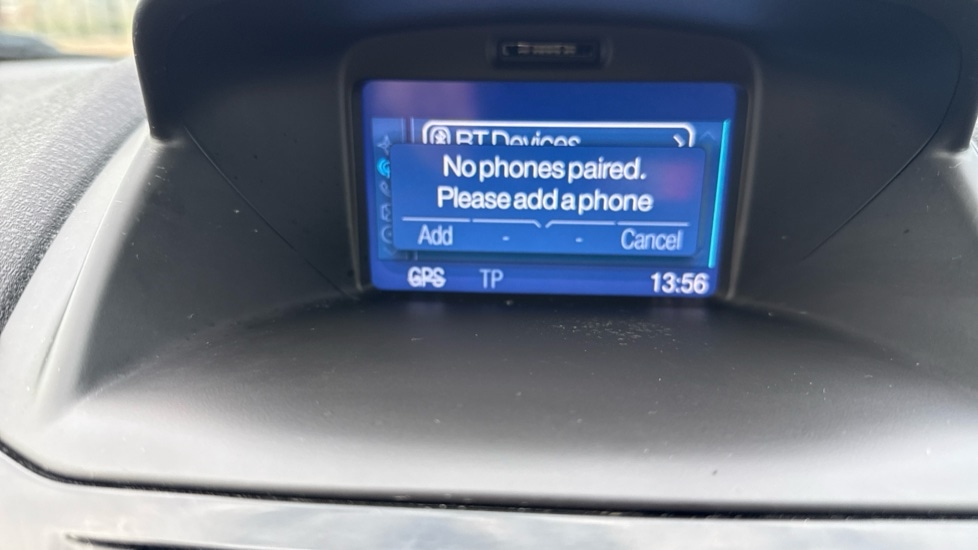 BT Devices
No phones paired.
Please add a phone
Add - - Cancel
GPS TP 13:56